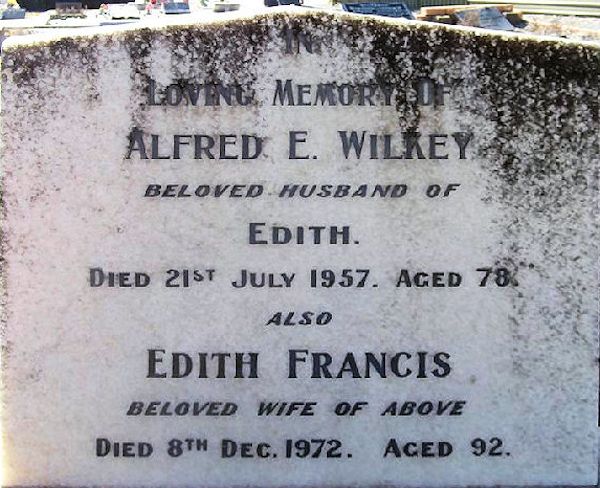 IN
LOVING MEMORY OF
ALFRED E. WILKEY
BELOVED HUSBAND OF
EDITH.
DIED 21ST JULY 1957. AGED 78.
ALSO
EDITH FRANCIS
BELOVED WIFE OF ABOVE
DIED 8TH DEC. 1972. AGED 92.